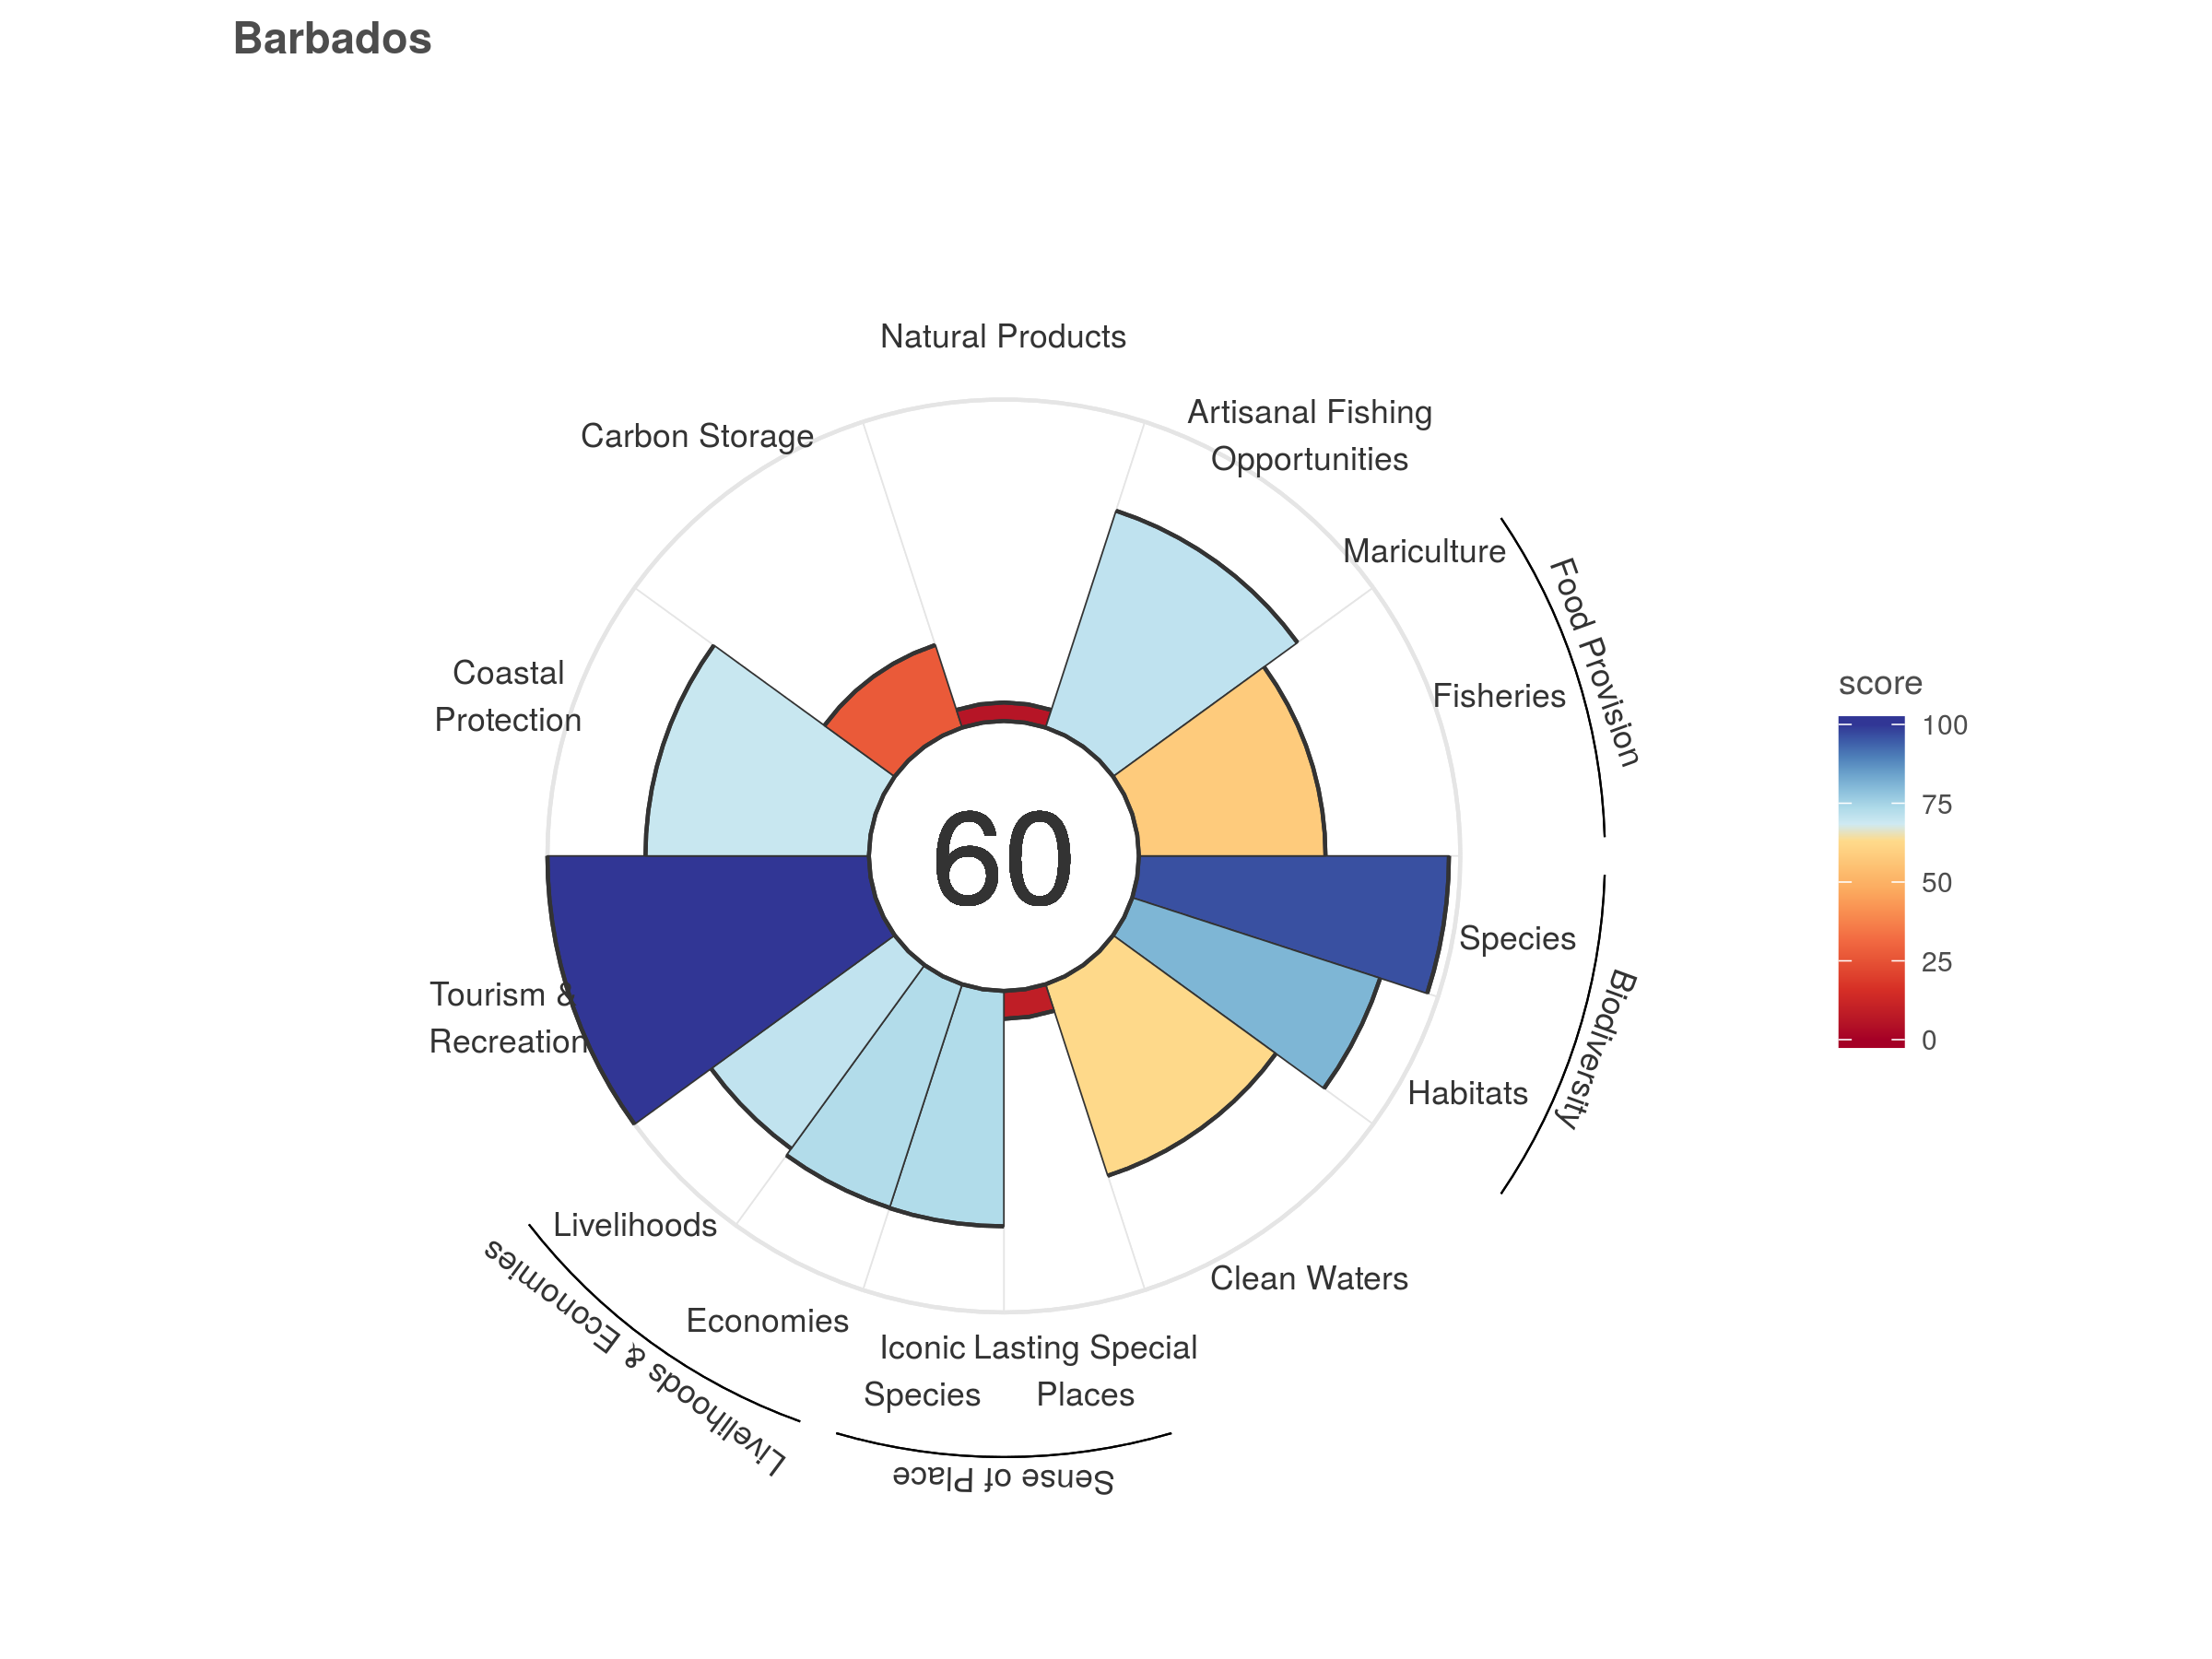 Barbados
Natural Products
Artisanal Fishing
Opportunities
Carbon Storage
Mariculture
Food Provision
Coastal
Protection
Fisheries
score
100
75
50
25
0
60
Species
Biodiversity
Tourism &
Recreation
Habitats
Livelihoods
Clean Waters
Livelihoods & Economies
Economies
Iconic
Species
Lasting Special
Places
Sense of Place